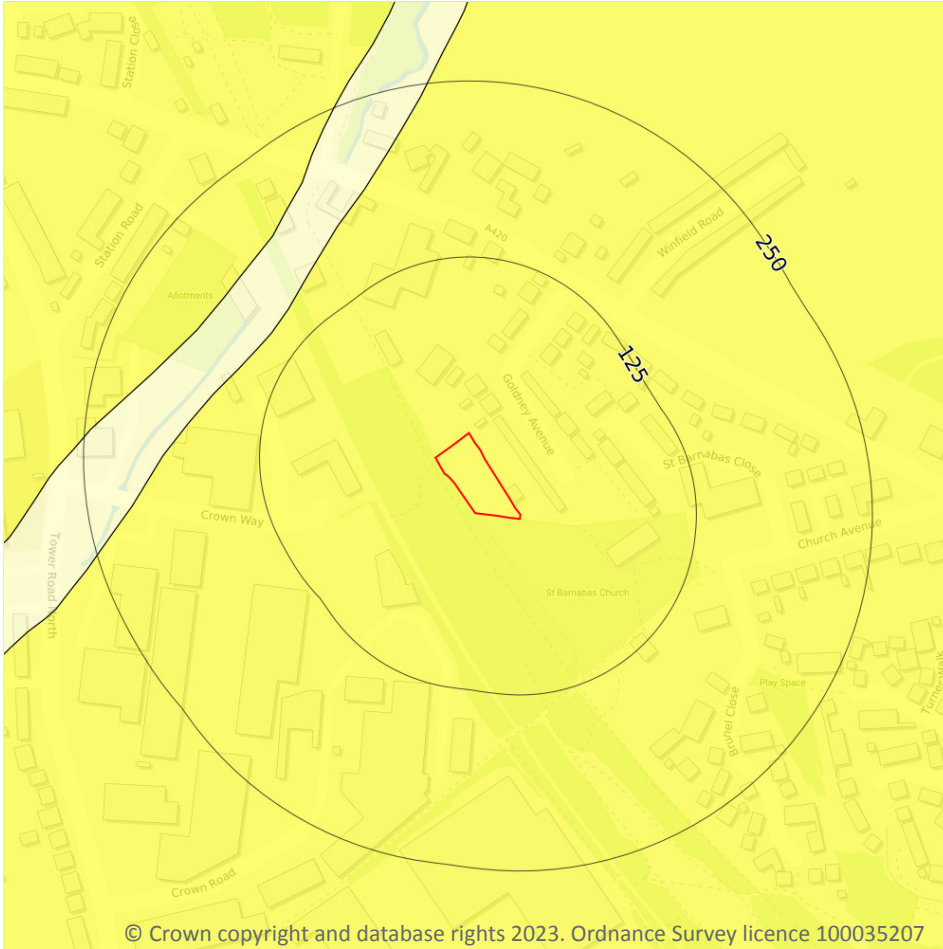 Station Close
Station Road
A420
Winfield Road
250
Allotments
125
Goldney Avenue
St Barnabas Close
Crown Way
Church Avenue
Tower Road North
St Barnabas Church
Turner Walk
Play Space
Brunel Close
Crown Road
© Crown copyright and database rights 2023. Ordnance Survey licence 100035207